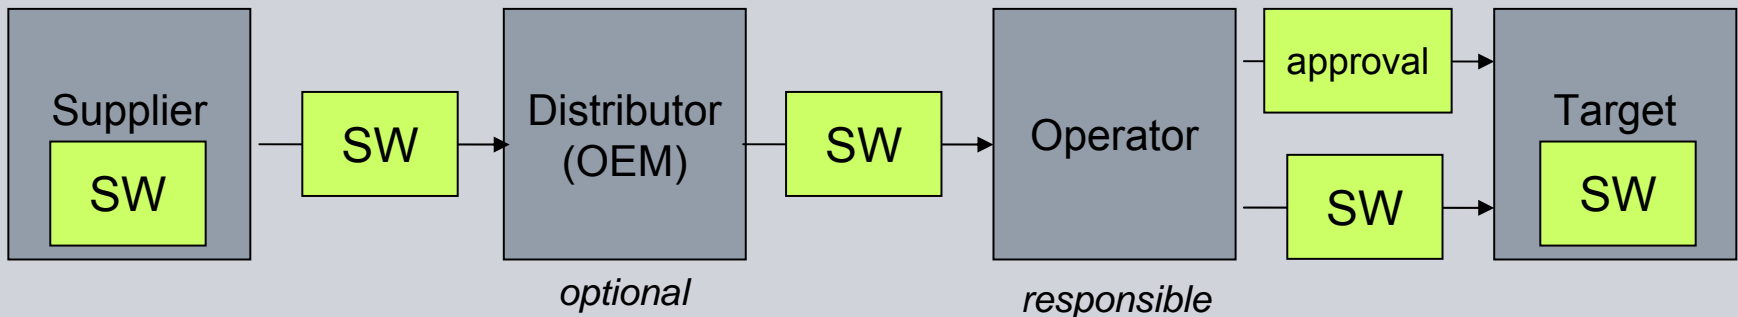 Supplier
SW
SW
Distributor
(OEM)
optional
SW
Operator
responsible
approval
SW
Target
SW